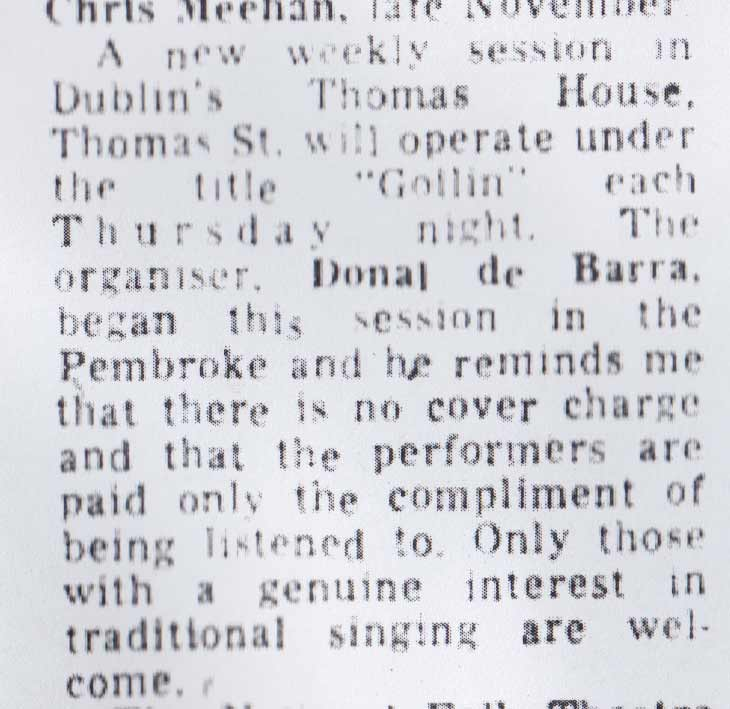 Chris Meehan, late November
A new weekly session in
Dublin's Thomas House,
Thomas St. will operate under
the title "Goilin" each
Thursday night. The
organiser, Donal de Barra,
began this session in the
Pembroke and he reminds me
that there is no cover charge
and that the performers are
paid only the compliment of
being listened to. Only those
with a genuine interest in
traditional singing are wel-
come.